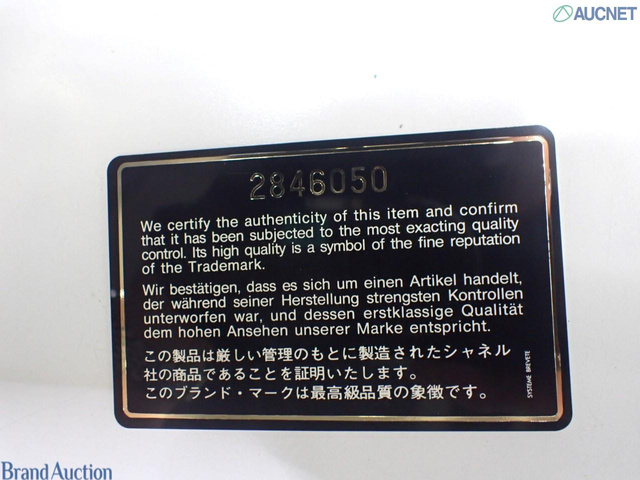 AUCNET
2846050
We certify the authenticity of this item and confirm
that it has been subjected to the most exacting quality
control. Its high quality is a symbol of the fine reputation
of the Trademark.
Wir bestätigen, dass es sich um einen Artikel handelt,
der während seiner Herstellung strengsten Kontrollen
unterworfen war, und dessen erstklassige Qualität
dem hohen Ansehen unserer Marke entspricht.
この製品は厳しい管理のもとに製造されたシャネル
社の商品であることを証明いたします。
このブランド・マークは最高級品質の象徴です。
SYSTEME BREVETE
Brand Auction